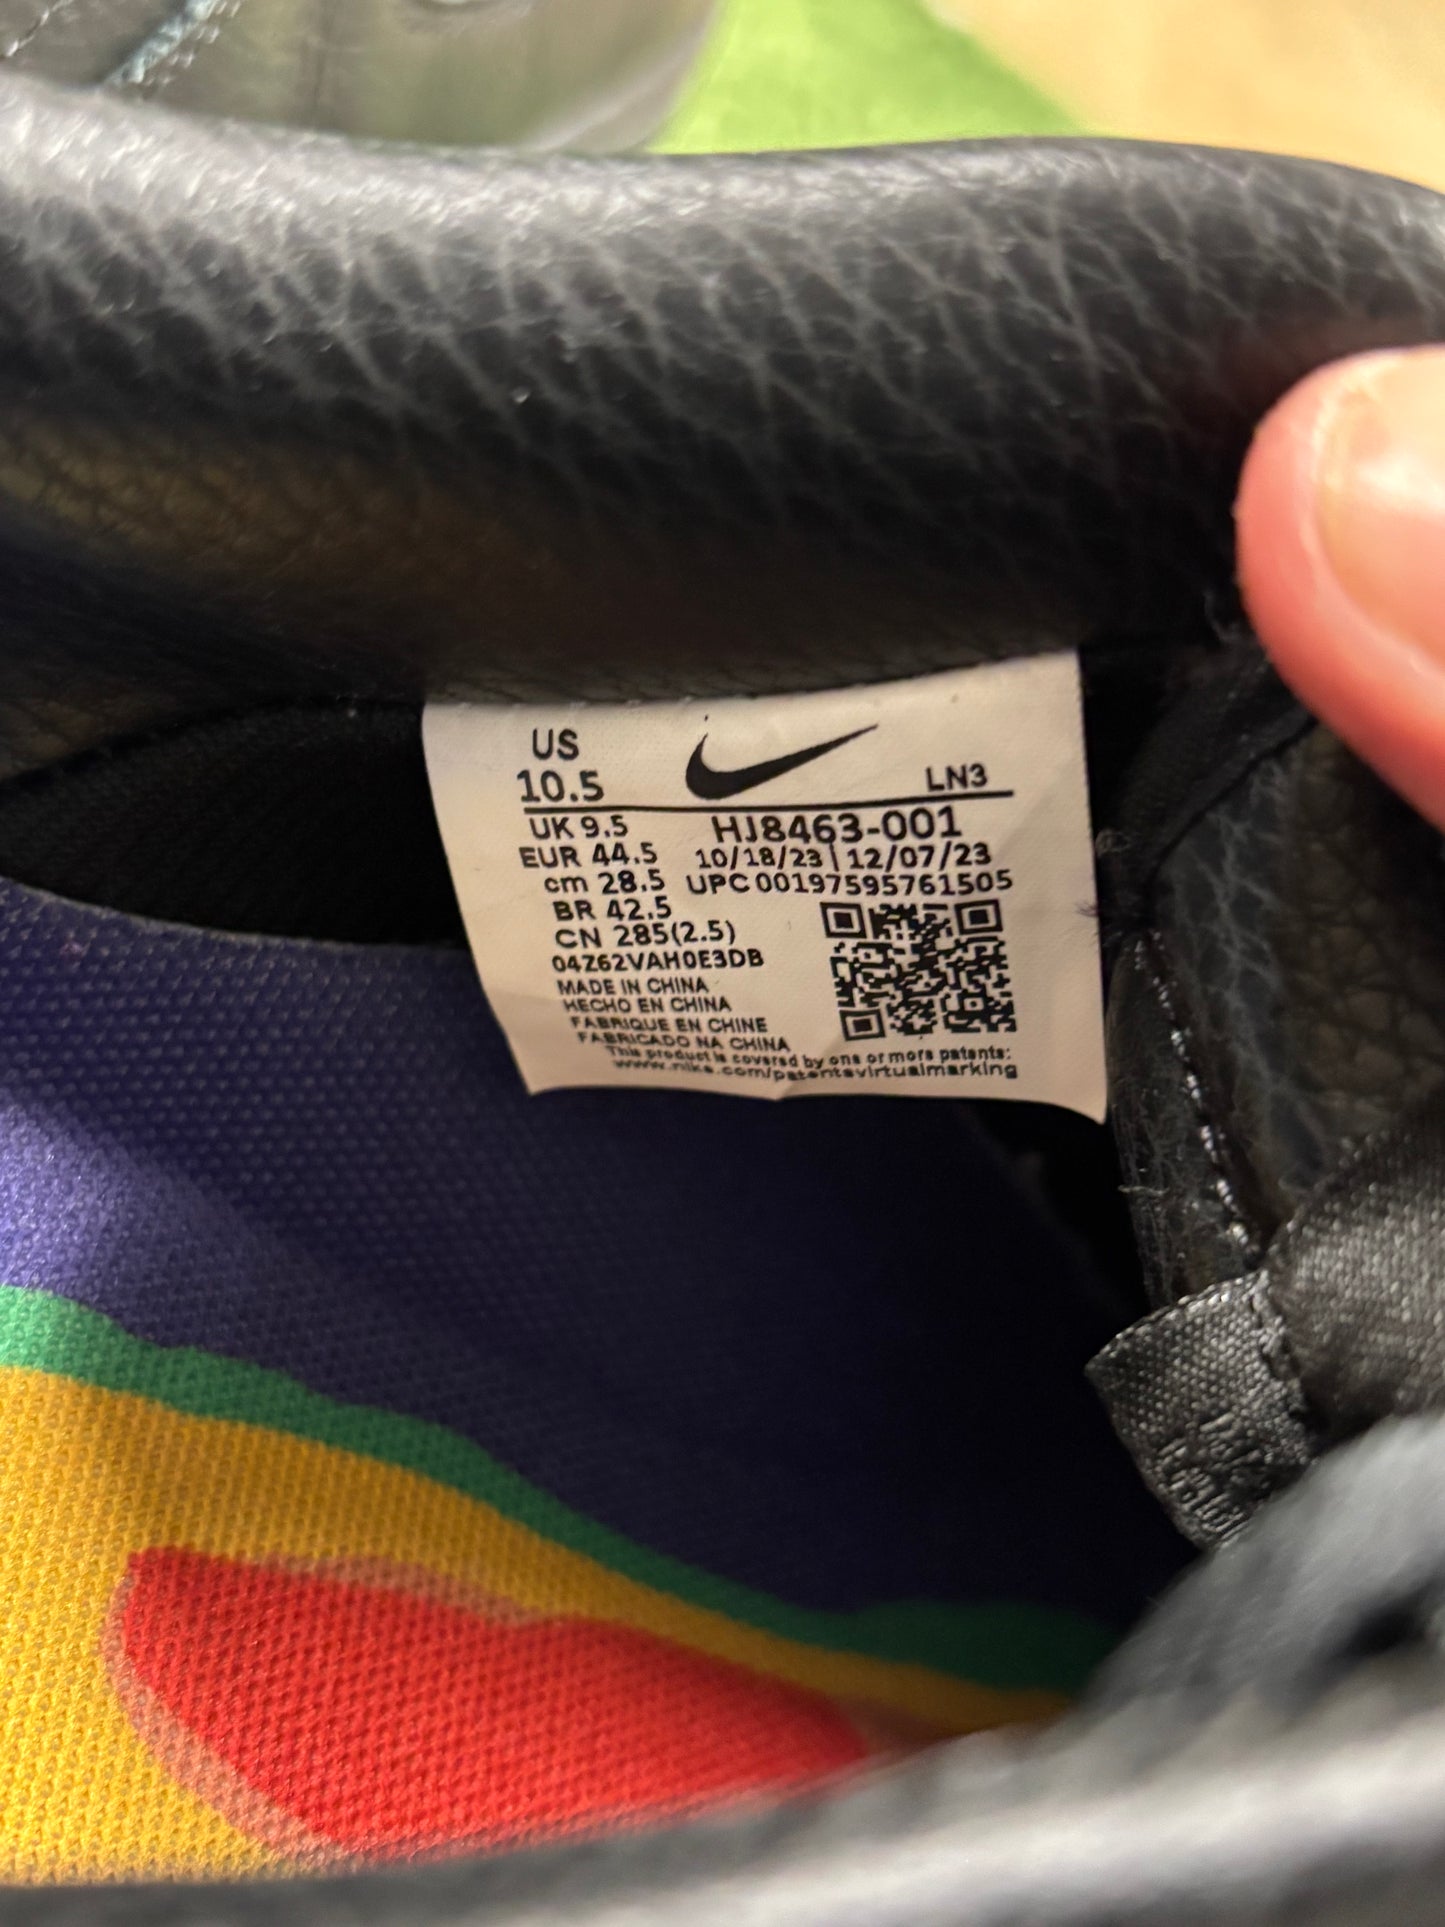 US
10.5
LN3
UK 9.5
HJ8463-001
EUR 44.5
10/18/23 | 12/07/23
cm 28.5
UPC 00197595761505
BR 42.5
CN 285(2.5)
04Z62VAH0E3DB
MADE IN CHINA
HECHO EN CHINA
FABRIQUE EN CHINE
FABRICADO NA CHINA
This product is covered by one or more patents:
www.nike.com/patentsvirtualmarking